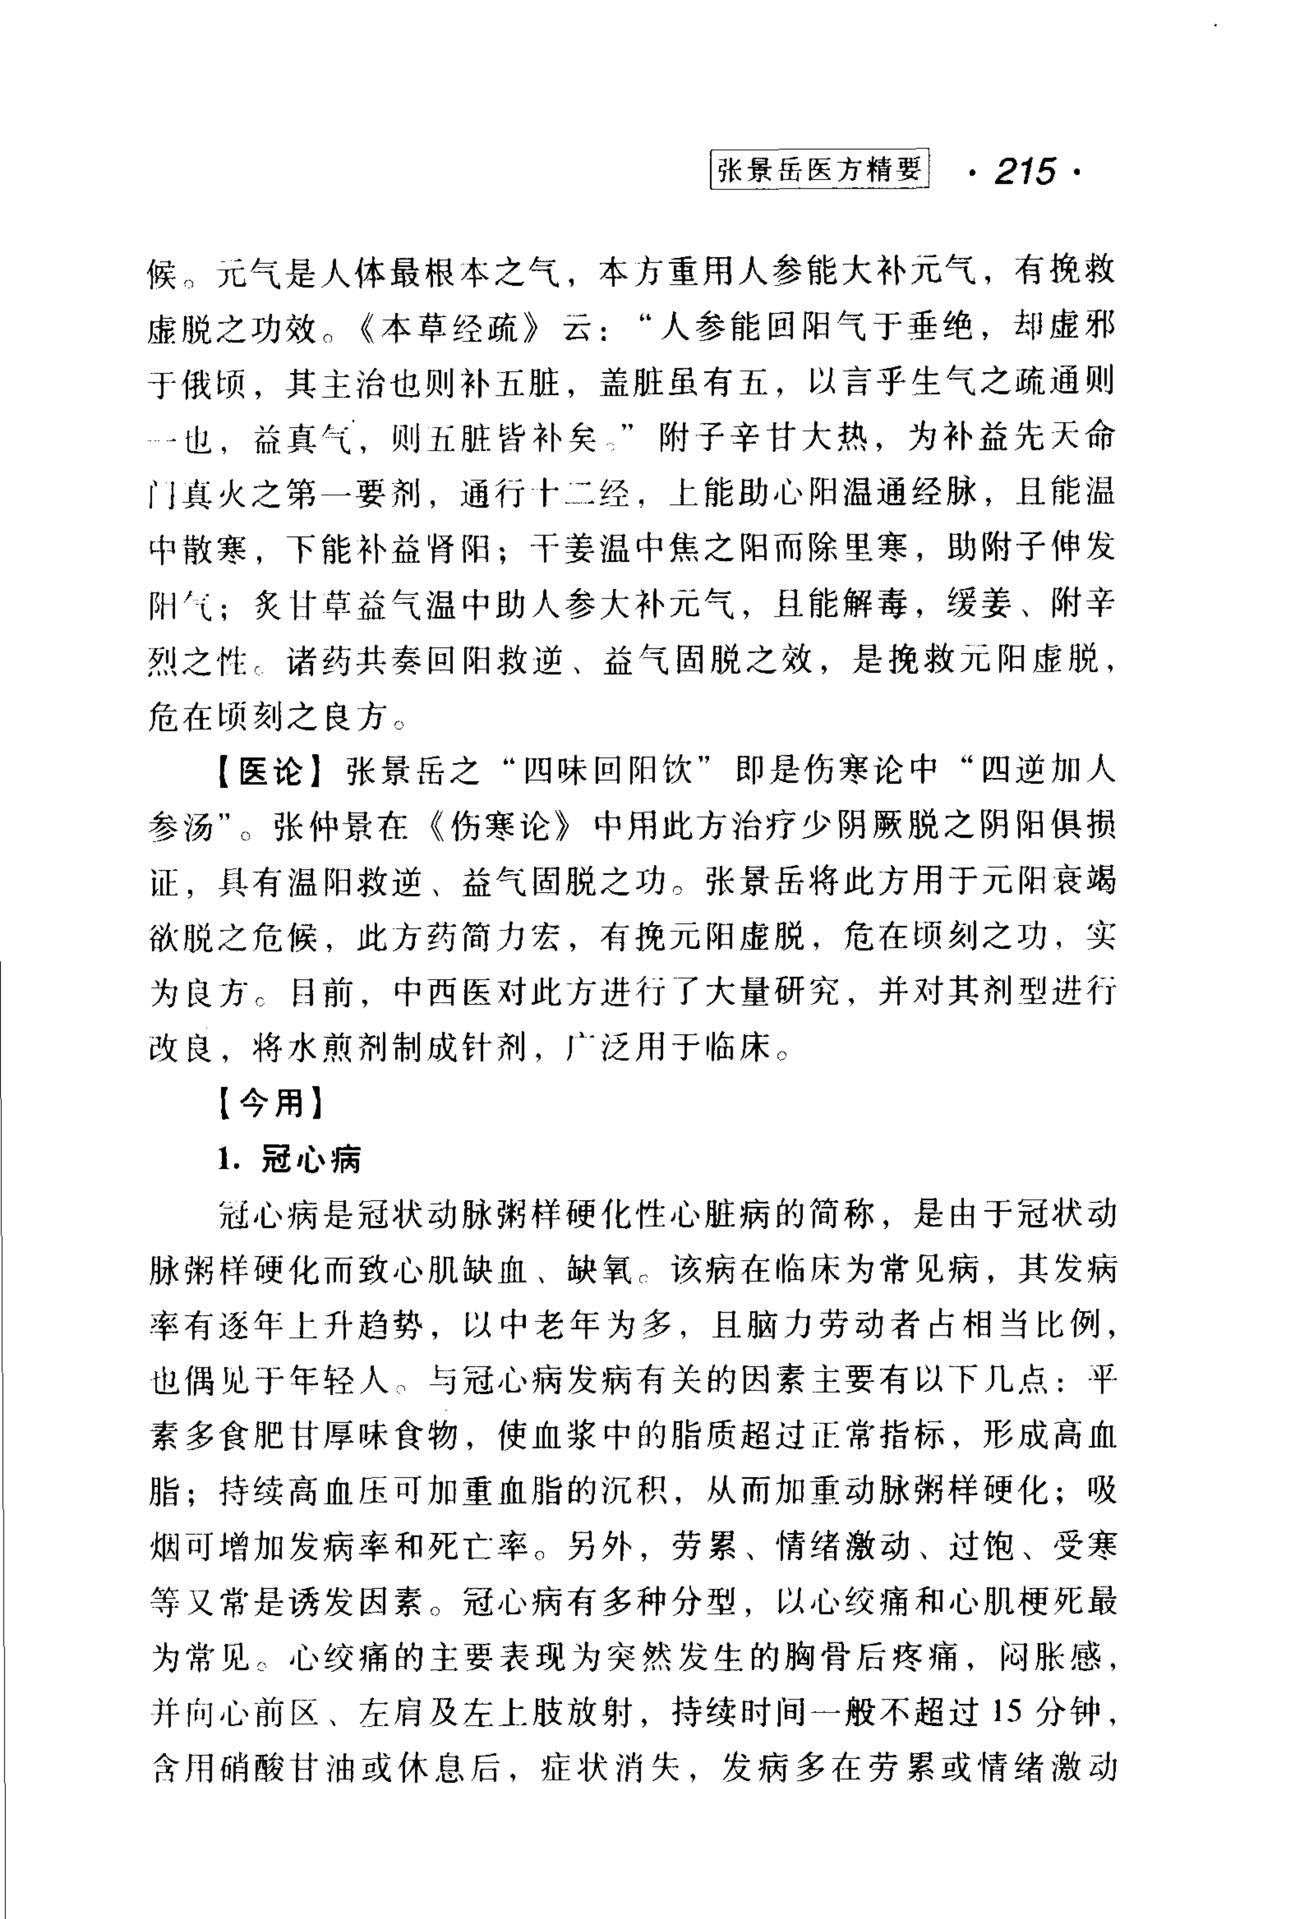 张景岳医方精要 ·215·
候。元气是人体最根本之气，本方重用人参能大补元气，有挽救
虚脱之功效。《本草经疏》云：“人参能回阳气于垂绝，却虚邪
于俄顷，其主治也则补五脏，盖脏虽有五，以言乎生气之疏通则
一也，益真气，则五脏皆补矣。”附子辛甘大热，为补益先天命
门真火之第一要剂，通行十二经，上能助心阳温通经脉，且能温
中散寒，下能补益肾阳；干姜温中焦之阳而除里寒，助附子伸发
阳气；炙甘草益气温中助人参大补元气，且能解毒，缓姜、附辛
烈之性。诸药共奏回阳救逆、益气固脱之效，是挽救元阳虚脱，
危在顷刻之良方。
【医论】张景岳之“四味回阳饮”即是伤寒论中“四逆加人
参汤”。张仲景在《伤寒论》中用此方治疗少阴厥脱之阴阳俱损
证，具有温阳救逆、益气固脱之功。张景岳将此方用于元阳衰竭
欲脱之危候，此方药简力宏，有挽元阳虚脱，危在顷刻之功，实
为良方。目前，中西医对此方进行了大量研究，并对其剂型进行
改良，将水煎剂制成针剂，广泛用于临床。
【今用】
1. 冠心病
冠心病是冠状动脉粥样硬化性心脏病的简称，是由于冠状动
脉粥样硬化而致心肌缺血、缺氧。该病在临床为常见病，其发病
率有逐年上升趋势，以中老年为多，且脑力劳动者占相当比例，
也偶见于年轻人。与冠心病发病有关的因素主要有以下几点：平
素多食肥甘厚味食物，使血浆中的脂质超过正常指标，形成高血
脂；持续高血压可加重血脂的沉积，从而加重动脉粥样硬化；吸
烟可增加发病率和死亡率。另外，劳累、情绪激动、过饱、受寒
等又常是诱发因素。冠心病有多种分型，以心绞痛和心肌梗死最
为常见。心绞痛的主要表现为突然发生的胸骨后疼痛，闷胀感，
并向心前区、左肩及左上肢放射，持续时间一般不超过 15 分钟，
含用硝酸甘油或休息后，症状消失，发病多在劳累或情绪激动